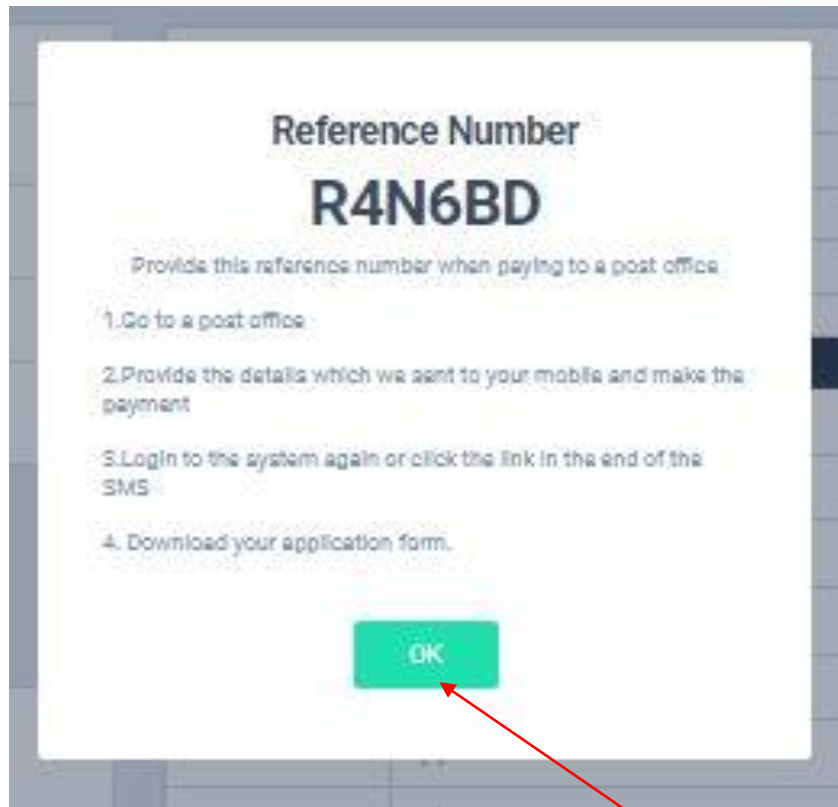 Reference Number
R4N6BD
Provide this reference number when paying to a post office
1.Go to a post office
2.Provide the details which we sent to your mobile and make the
payment
3.Login to the system again or click the link in the end of the
SMS
4. Download your application form.
OK